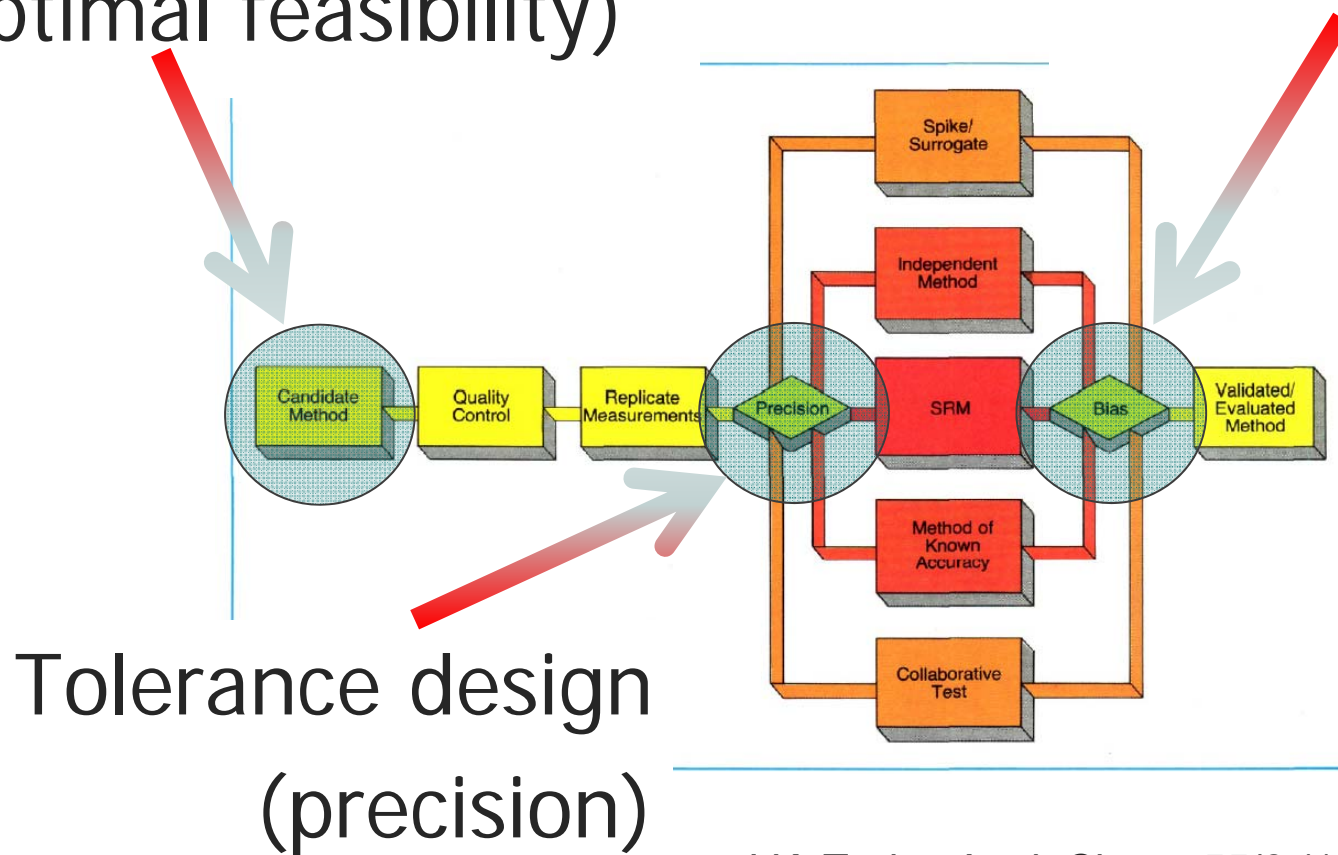 optimal feasibility)
Spike/
Surrogate
Independent
Method
Candidate
Method
Quality
Control
Replicate
Measurements
Precision
SRM
Bias
Validated/
Evaluated
Method
Method of
Known
Accuracy
Collaborative
Test
Tolerance design
(precision)